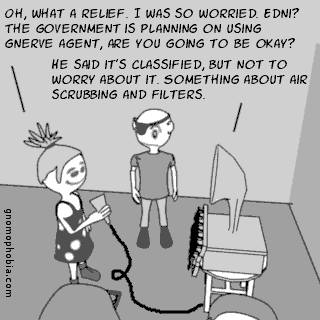 OH, WHAT A RELIEF. I WAS SO WORRIED. EDNI?
THE GOVERNMENT IS PLANNING ON USING
GNERVE AGENT, ARE YOU GOING TO BE OKAY?
HE SAID IT'S CLASSIFIED, BUT NOT TO
WORRY ABOUT IT. SOMETHING ABOUT AIR
SCRUBBING AND FILTERS.
gnomophobia.com